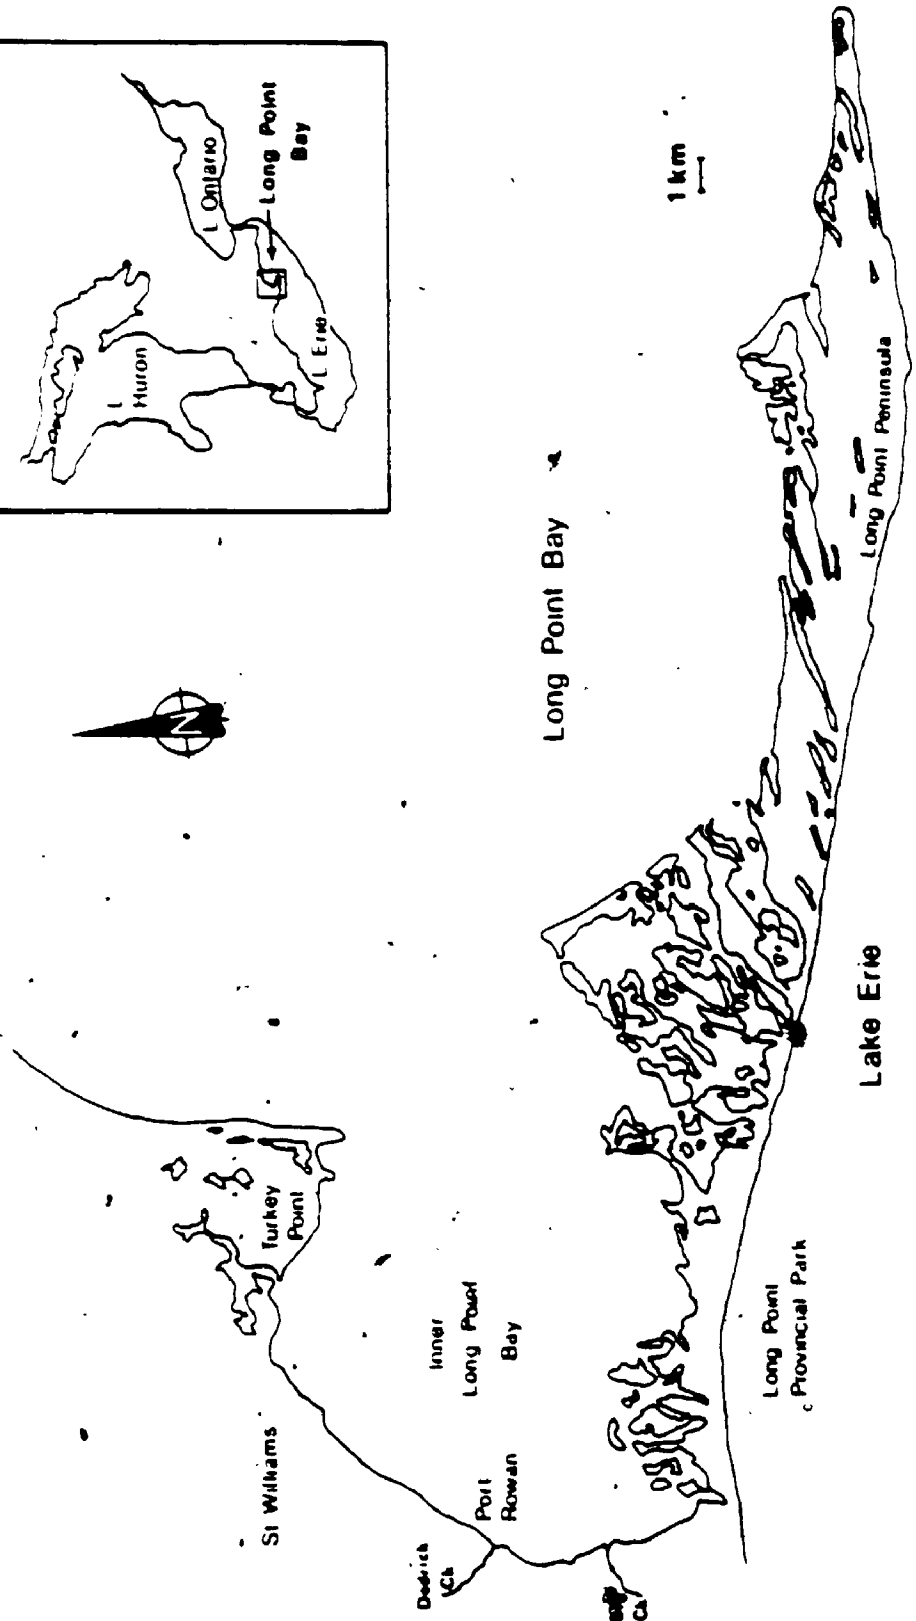 L
Huron
L Ontario
L Erie
Long Point
Bay
N
1 km
Long Point Bay
St Williams
Turkey
Point
Inner
Long Point
Bay
Port
Rowan
Ck
Long Point
Provincial Park
Lake Erie
Long Point Peninsula